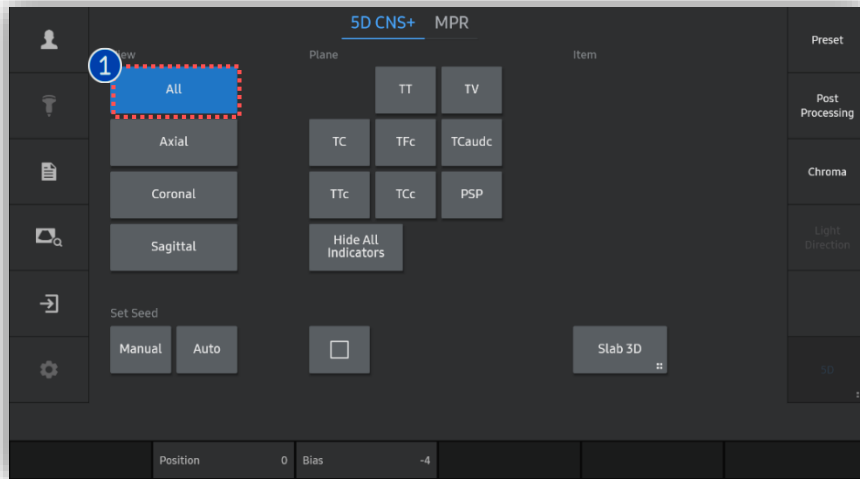 5D CNS+ MPR
1
Plane
Item
All
TT
TV
Axial
TC
TFc
TCaudc
Coronal
TTc
TCc
PSP
Sagittal
Hide All
Indicators
Set Seed
Manual
Auto
Slab 3D
Preset
Post
Processing
Chroma
Light
Direction
5D
Position 0
Bias -4